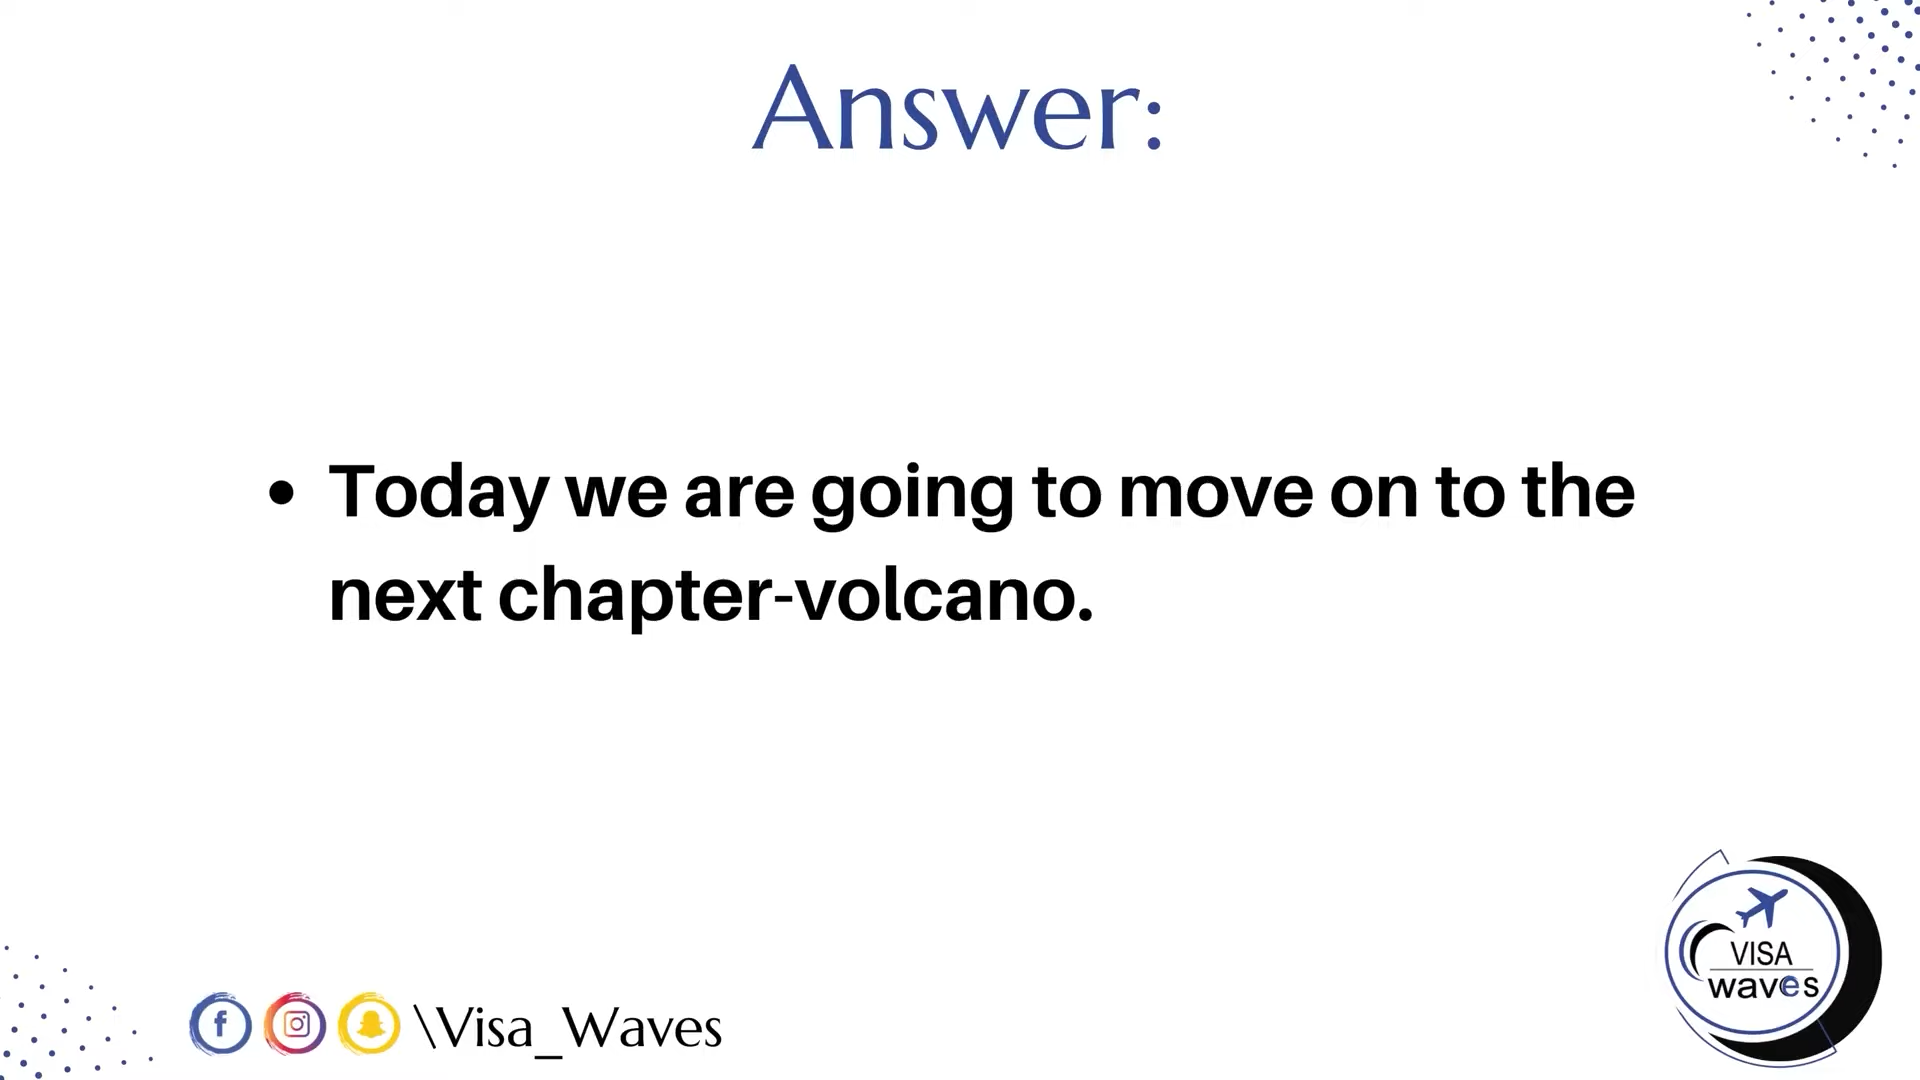 Answer:
• Today we are going to move on to the
next chapter-volcano.
\Visa_Waves
VISA
waves